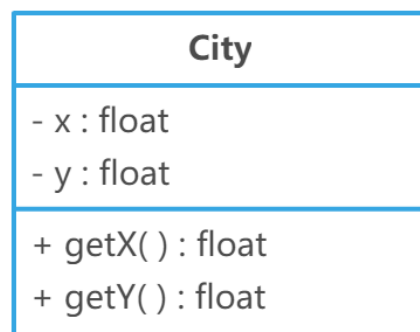 City
- x : float
- y : float
+ getX( ) : float
+ getY( ) : float